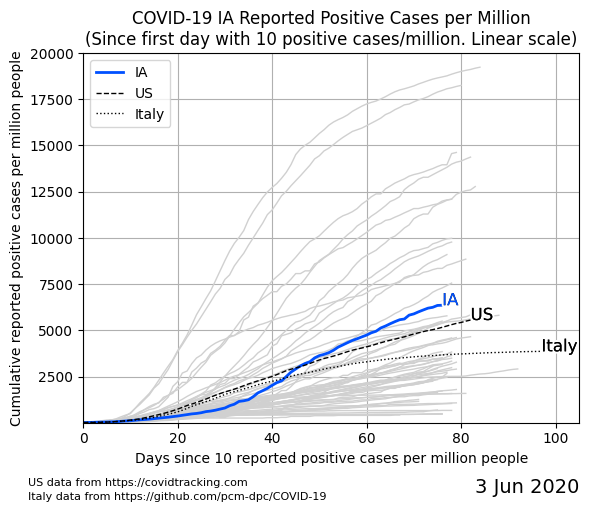 COVID-19 IA Reported Positive Cases per Million
(Since first day with 10 positive cases/million. Linear scale)
Cumulative reported positive cases per million people
20000
17500
15000
12500
10000
7500
5000
2500
IA
US
Italy
IA
US
Italy
0
20
40
60
80
100
Days since 10 reported positive cases per million people
US data from https://covidtracking.com
Italy data from https://github.com/pcm-dpc/COVID-19
3 Jun 2020